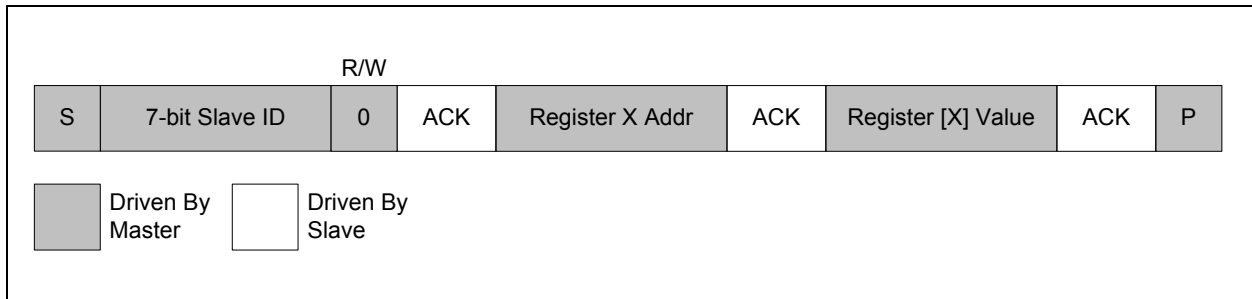 R/W
S 7-bit Slave ID 0 ACK Register X Addr ACK Register [X] Value ACK P
Driven By Master
Driven By Slave